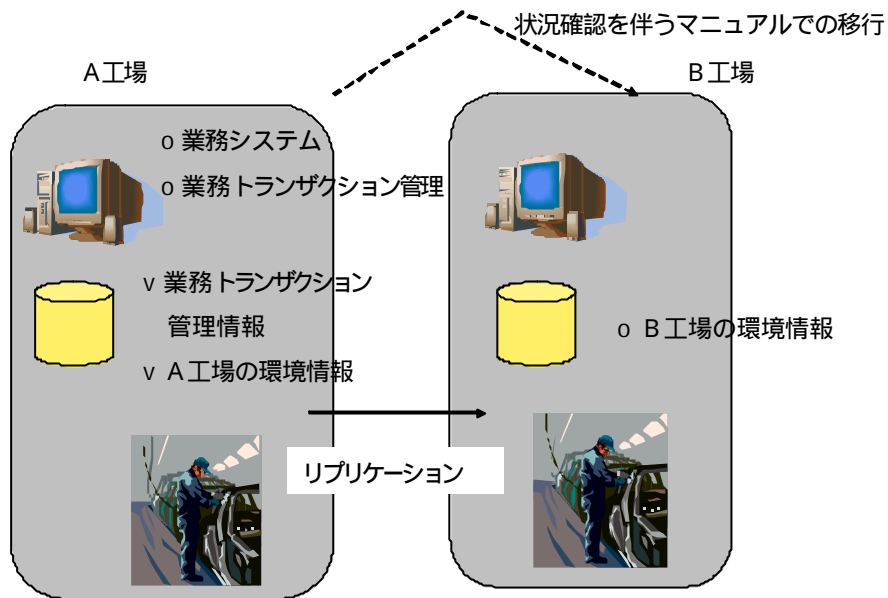 状況確認を伴うマニュアルでの移行
A工場
B工場
o 業務システム
o 業務トランザクション管理
v 業務トランザクション
管理情報
v A工場の環境情報
o B工場の環境情報
リプリケーション